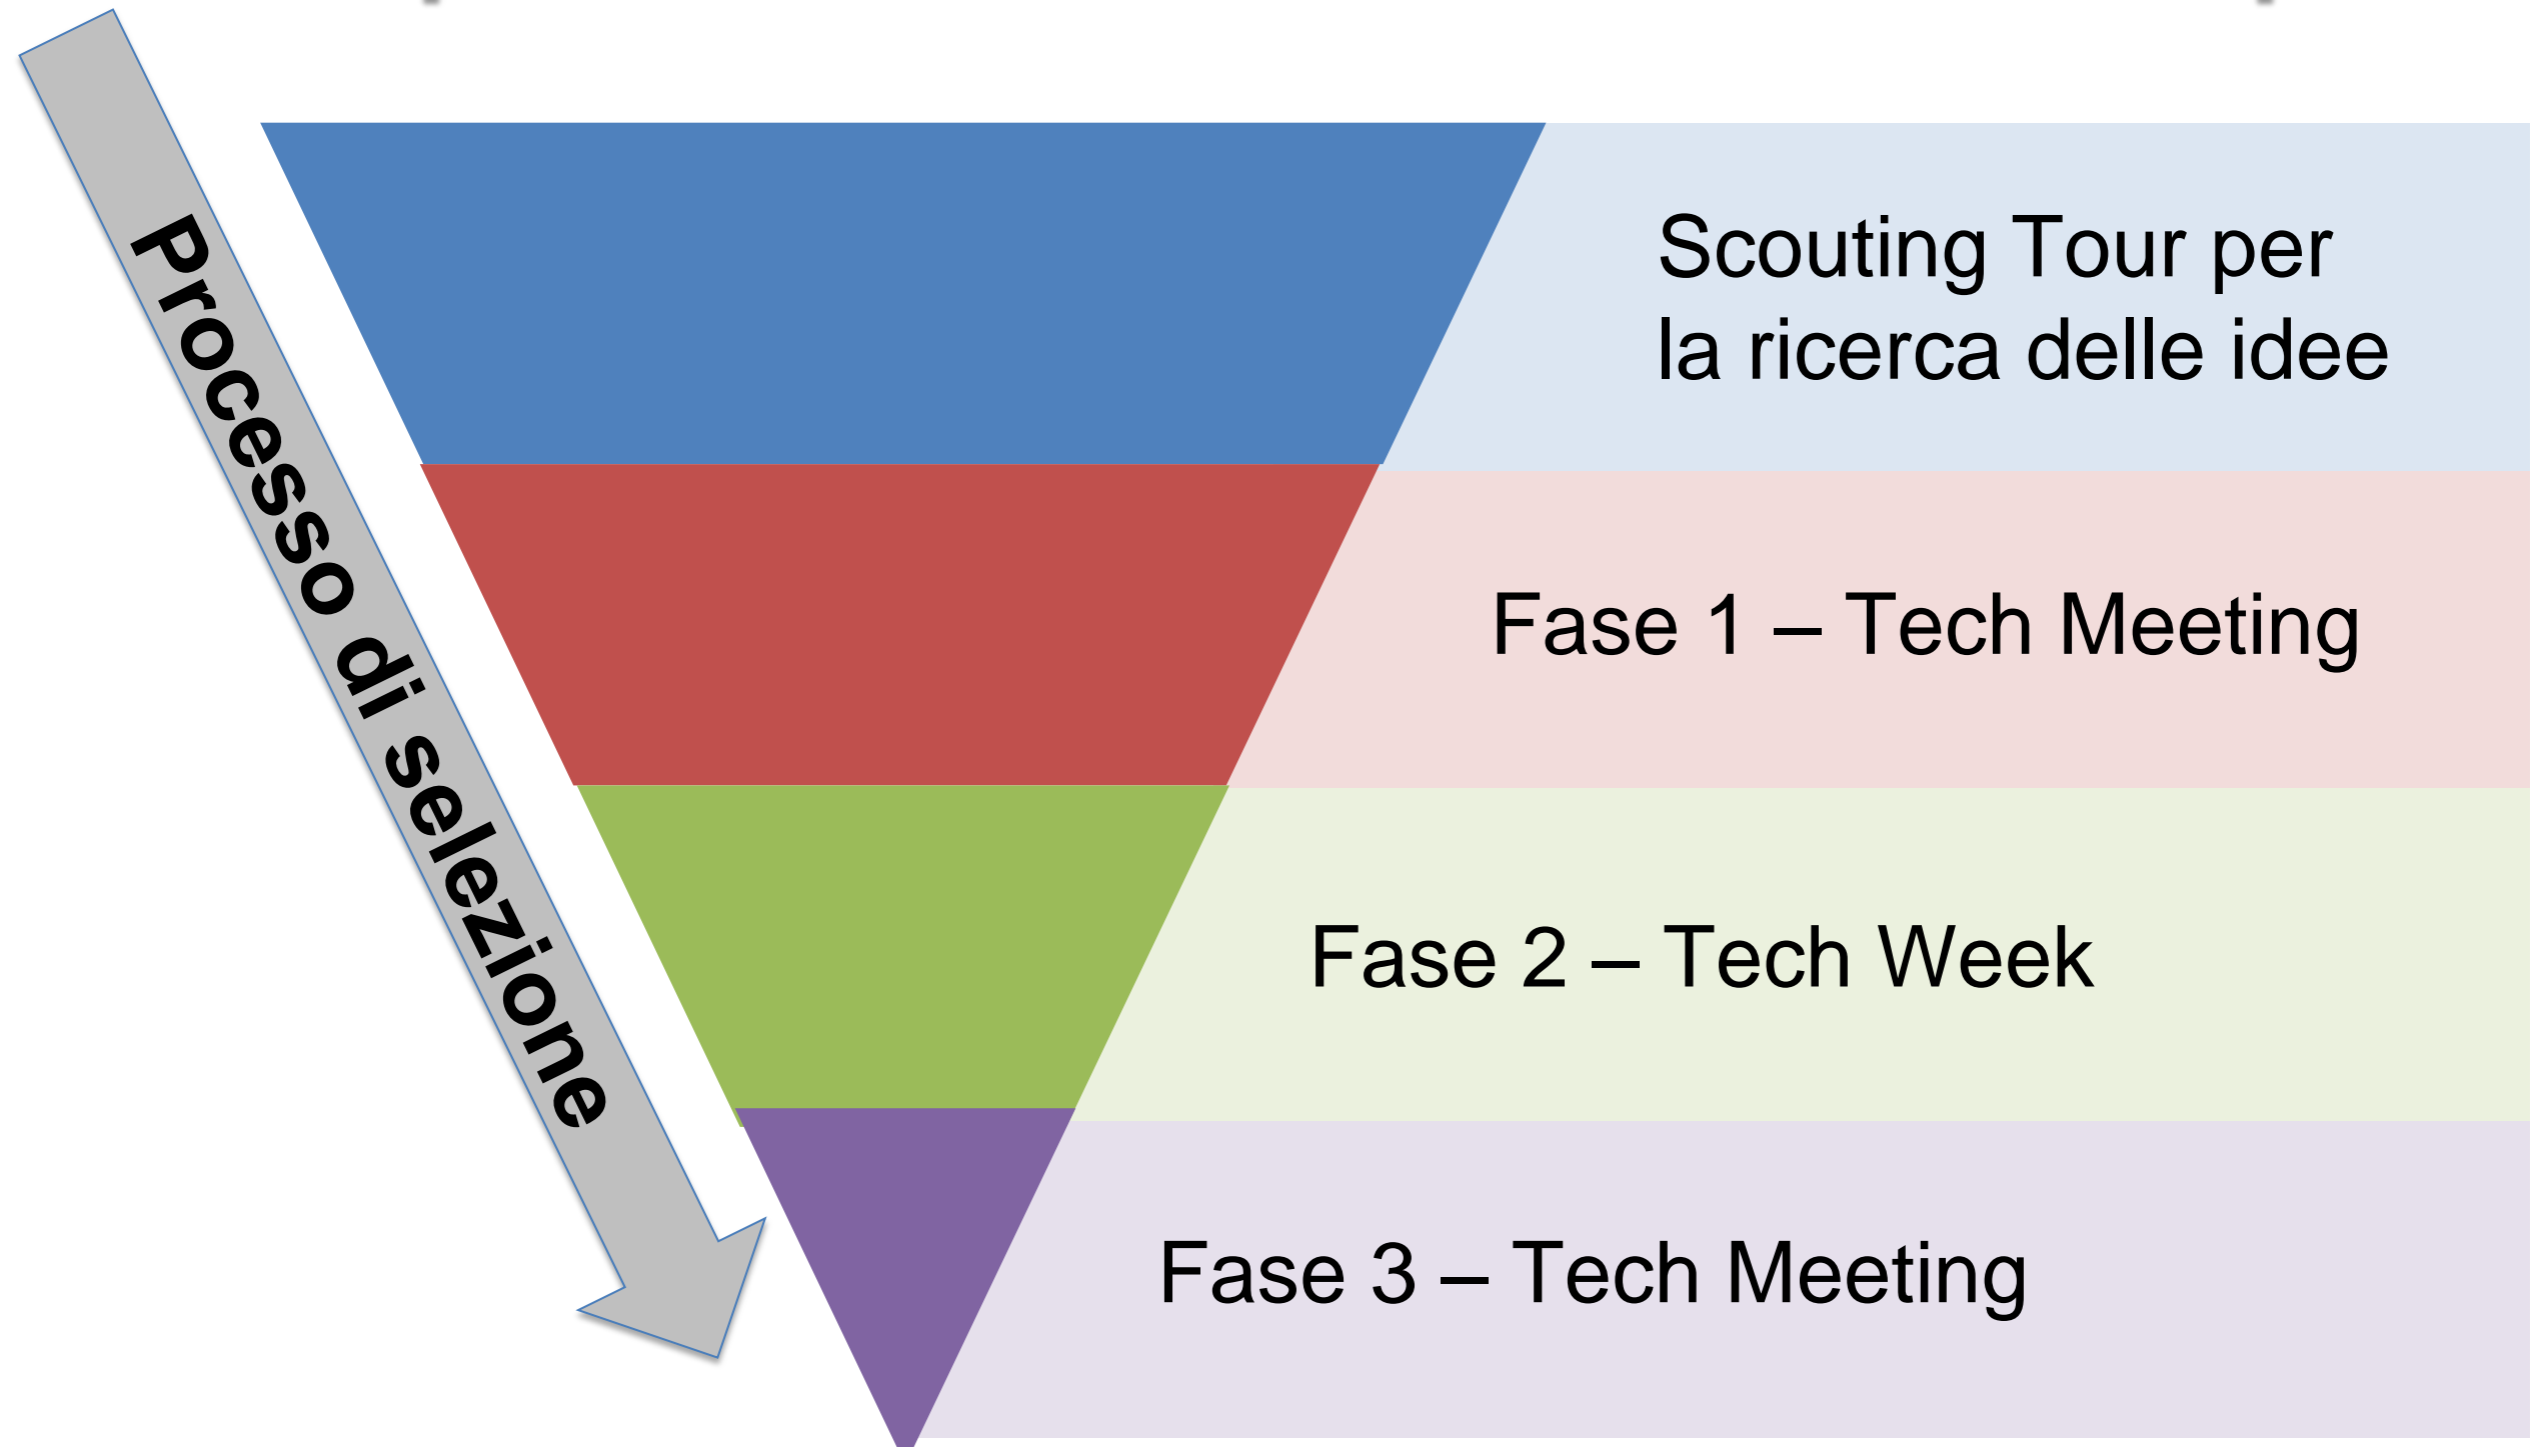 Processo di selezione
Scouting Tour per
la ricerca delle idee
Fase 1 – Tech Meeting
Fase 2 – Tech Week
Fase 3 – Tech Meeting